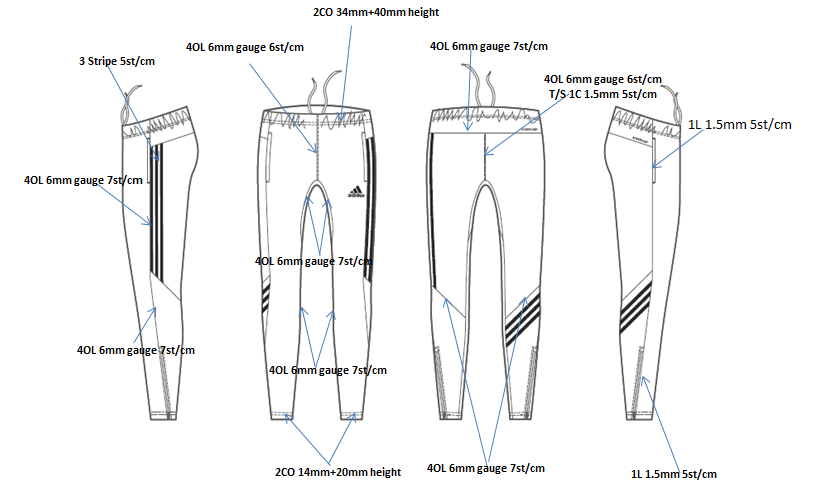 2CO 34mm+40mm height
4OL 6mm gauge 6st/cm
4OL 6mm gauge 7st/cm
3 Stripe 5st/cm
4OL 6mm gauge 6st/cm
T/S-1C 1.5mm 5st/cm
1L 1.5mm 5st/cm
4OL 6mm gauge 7st/cm
adidas
4OL 6mm gauge 7st/cm
4OL 6mm gauge 7st/cm
4OL 6mm gauge 7st/cm
4OL 6mm gauge 7st/cm
2CO 14mm+20mm height
1L 1.5mm 5st/cm